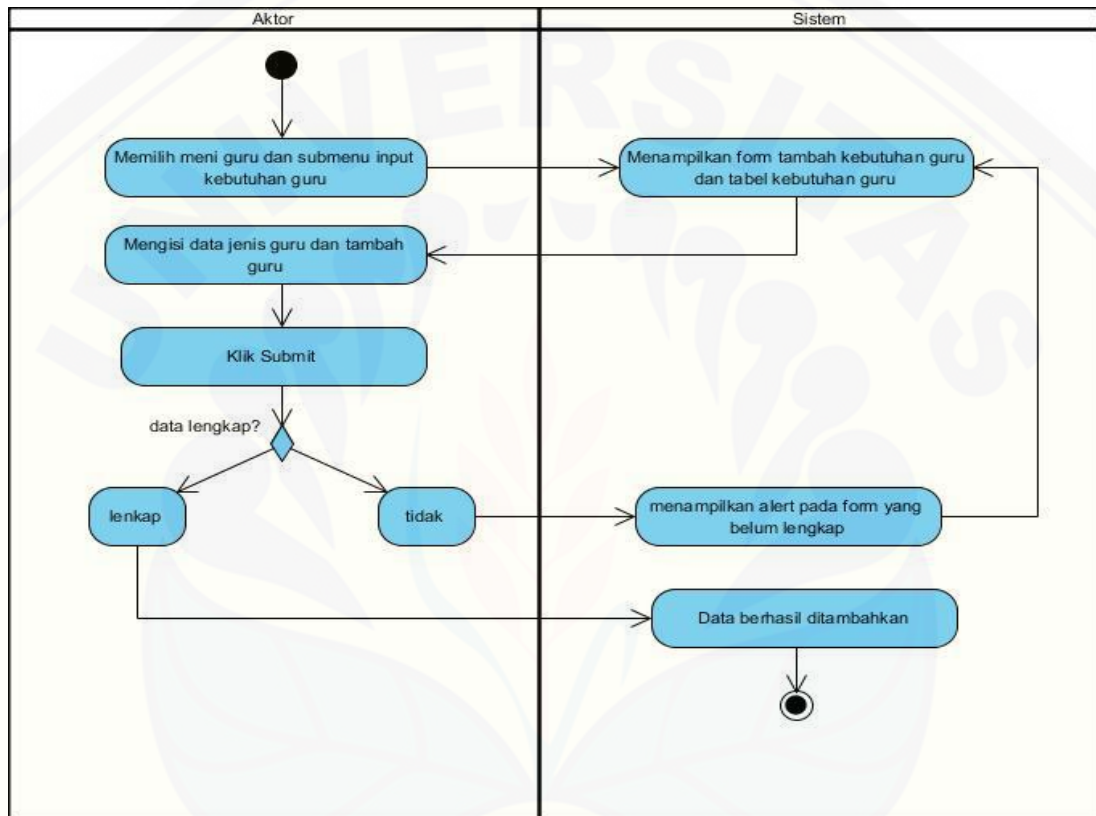 Aktor
Sistem
Memilih meni guru dan submenu input
kebutuhan guru
Menampilkan form tambah kebutuhan guru
dan tabel kebutuhan guru
Mengisi data jenis guru dan tambah
guru
Klik Submit
data lengkap?
lenkap
tidak
menampilkan alert pada form yang
belum lengkap
Data berhasil ditambahkan
UNIVERSITAS